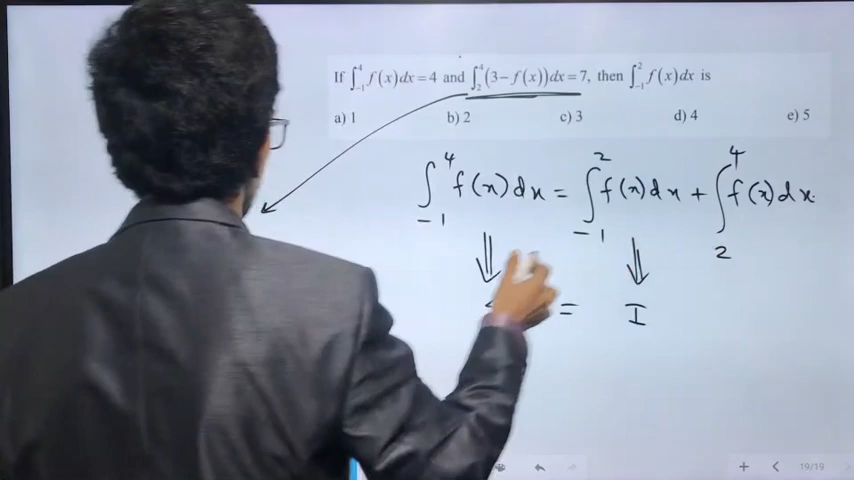 If ∫_{-1}^{4} f(x)dx = 4 and ∫_{2}^{4} (3−f(x))dx = 7, then ∫_{-1}^{2} f(x)dx is
a) 1 b) 2 c) 3 d) 4 e) 5
∫_{-1}^{4} f(x)dx = ∫_{-1}^{2} f(x)dx + ∫_{2}^{4} f(x)dx.
= I
19/19